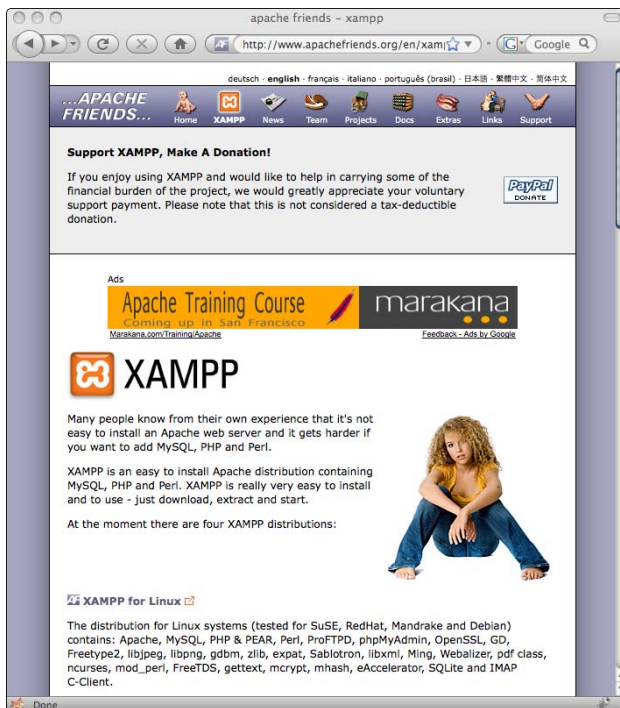 apache friends - xampp
http://www.apachefriends.org/en/xam
Google
deutsch · english · français · italiano · português (brasil) · 日本語 · 繁體中文 · 简体中文
...APACHE
FRIENDS...
Home XAMPP News Team Projects Docs Extras Links Support
Support XAMPP, Make A Donation!
If you enjoy using XAMPP and would like to help in carrying some of the
financial burden of the project, we would greatly appreciate your voluntary
support payment. Please note that this is not considered a tax-deductible
donation.
PayPal
DONATE
Ads
Apache Training Course
Coming up in San Francisco
marakana
Marakana.com/Training/Apache
Feedback - Ads by Google
XAMPP
Many people know from their own experience that it's not
easy to install an Apache web server and it gets harder if
you want to add MySQL, PHP and Perl.
XAMPP is an easy to install Apache distribution containing
MySQL, PHP and Perl. XAMPP is really very easy to install
and to use - just download, extract and start.
At the moment there are four XAMPP distributions:
XAMPP for Linux
The distribution for Linux systems (tested for SuSE, RedHat, Mandrake and Debian)
contains: Apache, MySQL, PHP & PEAR, Perl, ProFTPD, phpMyAdmin, OpenSSL, GD,
Freetype2, libjpeg, libpng, gdbm, zlib, expat, Sablotron, libxml, Ming, Webalizer, pdf class,
ncurses, mod_perl, FreeTDS, gettext, mcrypt, mhash, eAccelerator, SQLite and IMAP
C-Client.
Done